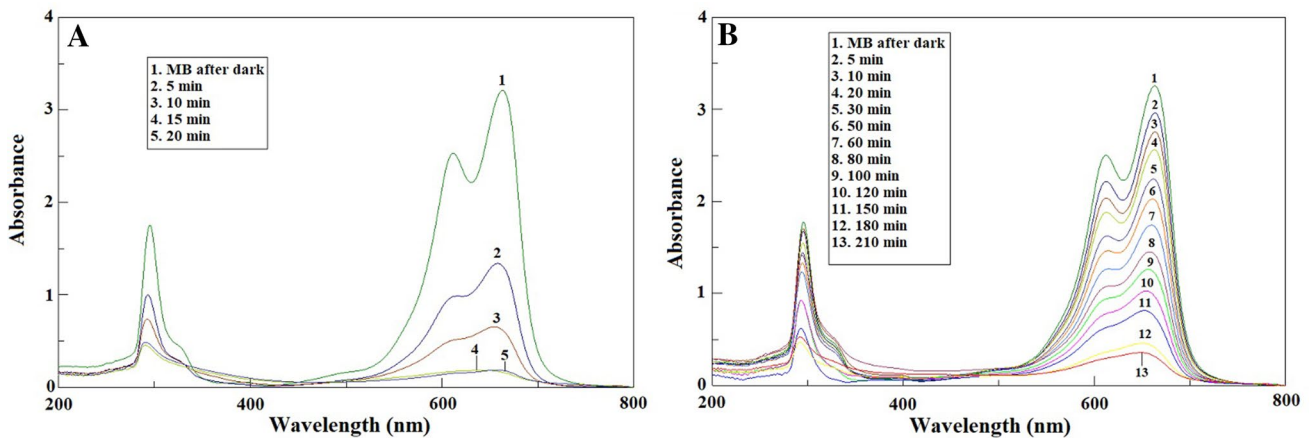 A
1. MB after dark
2. 5 min
3. 10 min
4. 15 min
5. 20 min
1
2
3
4
5
4
3
2
1
0
200
400
600
800
Absorbance
Wavelength (nm)
B
1. MB after dark
2. 5 min
3. 10 min
4. 20 min
5. 30 min
6. 50 min
7. 60 min
8. 80 min
9. 100 min
10. 120 min
11. 150 min
12. 180 min
13. 210 min
1
2
3
4
5
6
7
8
9
10
11
12
13
4
3
2
1
0
200
400
600
800
Absorbance
Wavelength (nm)